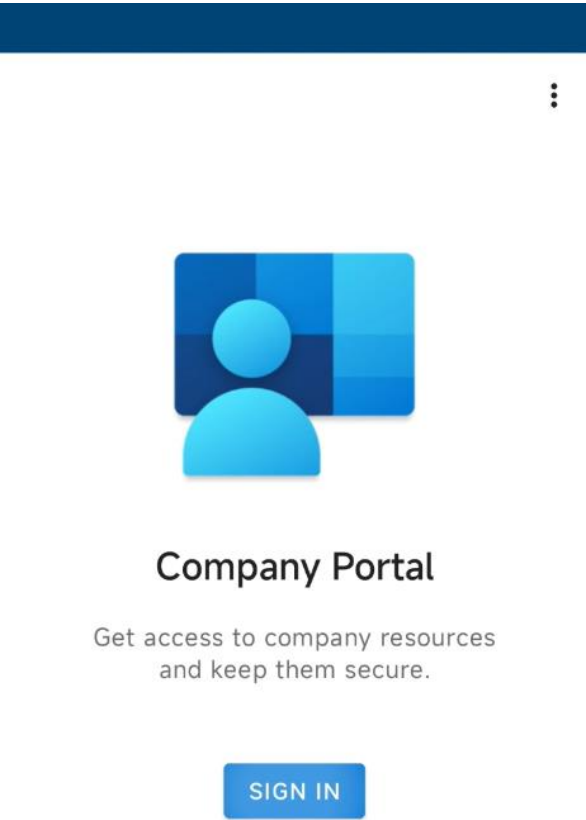 Company Portal
Get access to company resources
and keep them secure.
SIGN IN